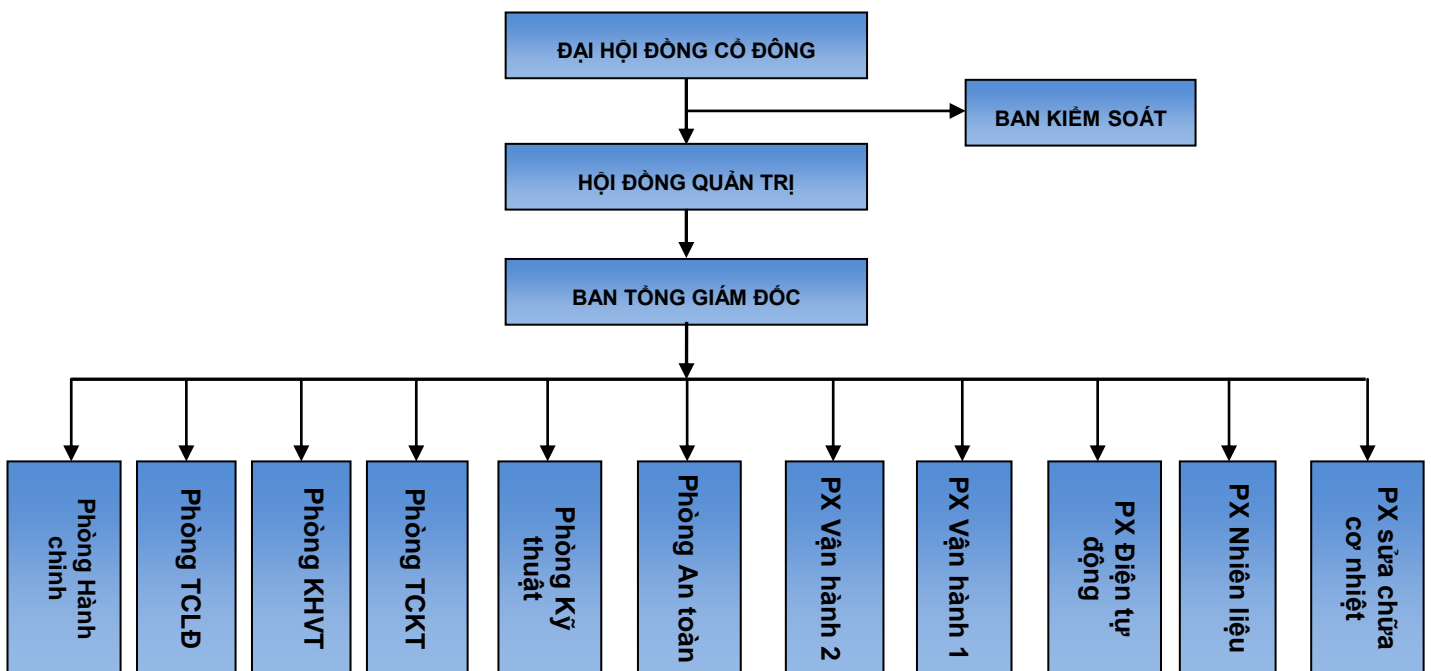 ĐẠI HỘI ĐỒNG CỔ ĐÔNG
BAN KIỂM SOÁT
HỘI ĐỒNG QUẢN TRỊ
BAN TỔNG GIÁM ĐỐC
Phòng Hành
chinh
Phòng TCLĐ
Phòng KHVT
Phòng TCKT
Phòng Kỹ
thuật
Phòng An toàn
PX Vận hành 2
PX Vận hành 1
PX Điện tự
động
PX Nhiên liệu
PX sửa chữa
cơ nhiệt